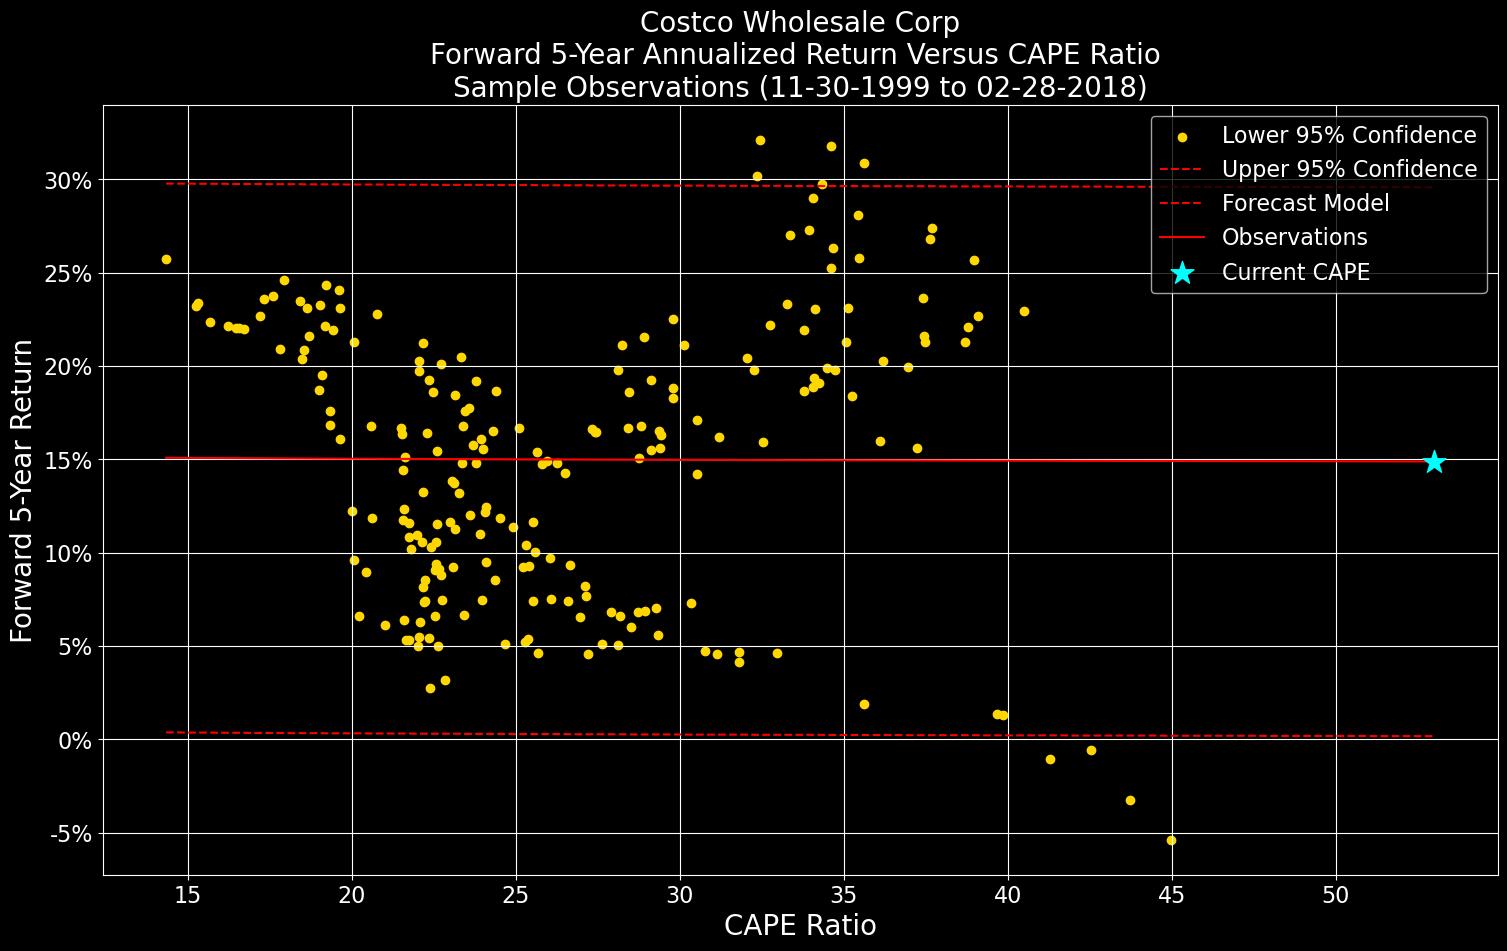 Costco Wholesale Corp
Forward 5-Year Annualized Return Versus CAPE Ratio
Sample Observations (11-30-1999 to 02-28-2018)
Lower 95% Confidence
Upper 95% Confidence
Forecast Model
Observations
Current CAPE
Forward 5-Year Return
30%
25%
20%
15%
10%
5%
0%
-5%
15 20 25 30 35 40 45 50
CAPE Ratio